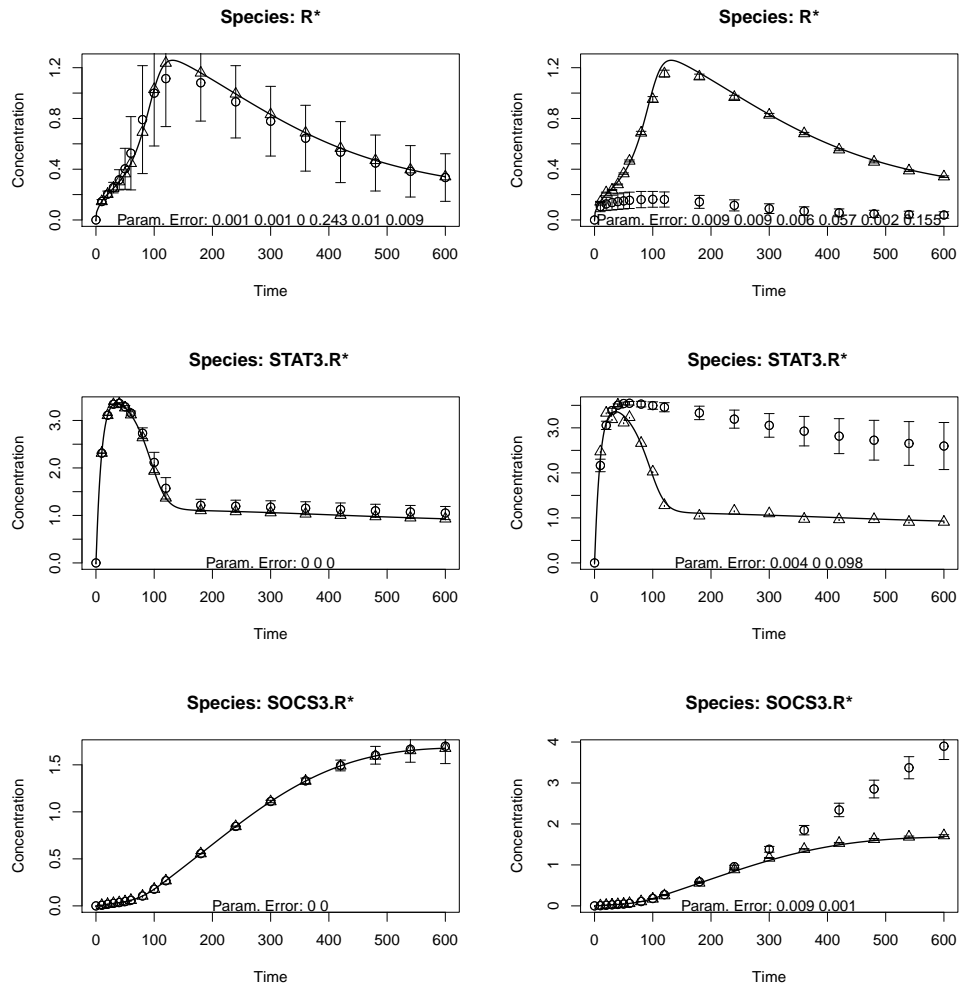 Species: R*
Concentration
0.0 0.4 0.8 1.2
Param. Error: 0.001 0.001 0 0.243 0.01 0.009
0 100 200 300 400 500 600
Time
Species: R*
Concentration
0.0 0.4 0.8 1.2
Param. Error: 0.009 0.009 0.006 0.057 0.002 0.155
0 100 200 300 400 500 600
Time
Species: STAT3.R*
Concentration
0.0 1.0 2.0 3.0
Param. Error: 0 0 0
0 100 200 300 400 500 600
Time
Species: STAT3.R*
Concentration
0.0 1.0 2.0 3.0
Param. Error: 0.004 0 0.098
0 100 200 300 400 500 600
Time
Species: SOCS3.R*
Concentration
0.0 0.5 1.0 1.5
Param. Error: 0 0
0 100 200 300 400 500 600
Time
Species: SOCS3.R*
Concentration
0 1 2 3 4
Param. Error: 0.009 0.001
0 100 200 300 400 500 600
Time